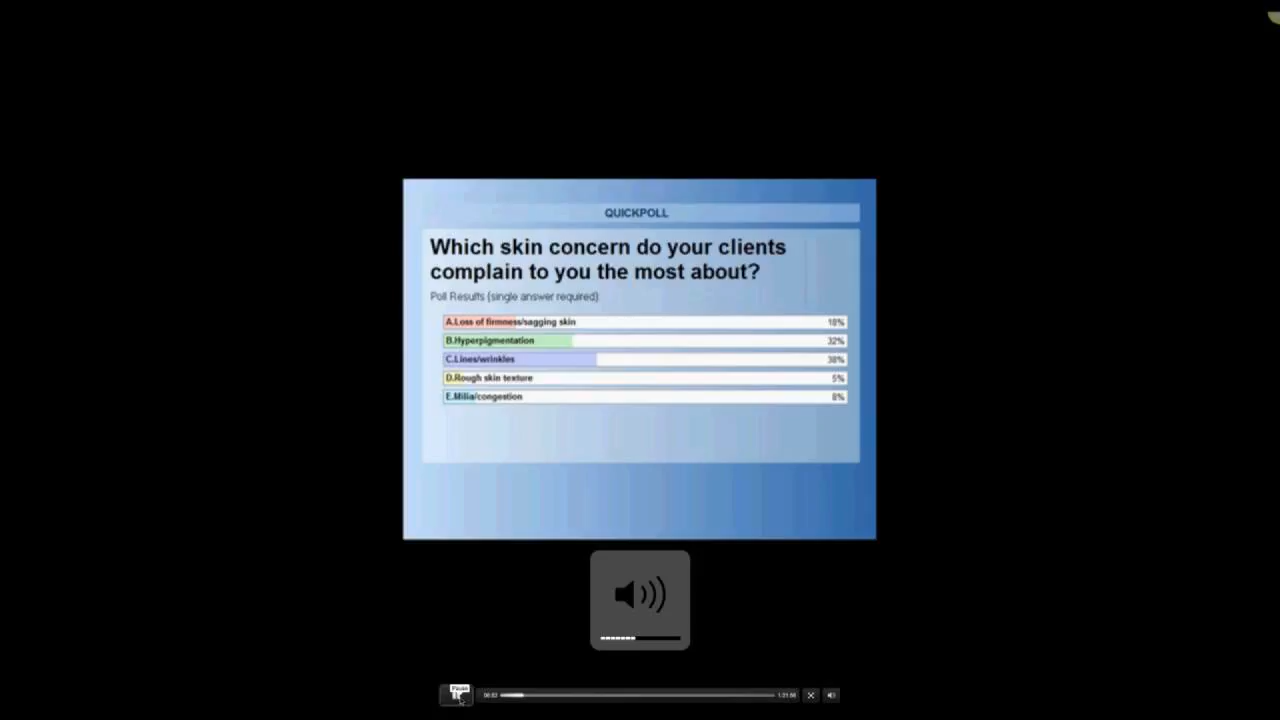 QUICKPOLL
Which skin concern do your clients
complain to you the most about?
Poll Results (single answer required)
A.Loss of firmness/sagging skin 18%
B.Hyperpigmentation 32%
C.Lines/wrinkles 38%
D.Rough skin texture 5%
E.Milia/congestion 8%
Pause